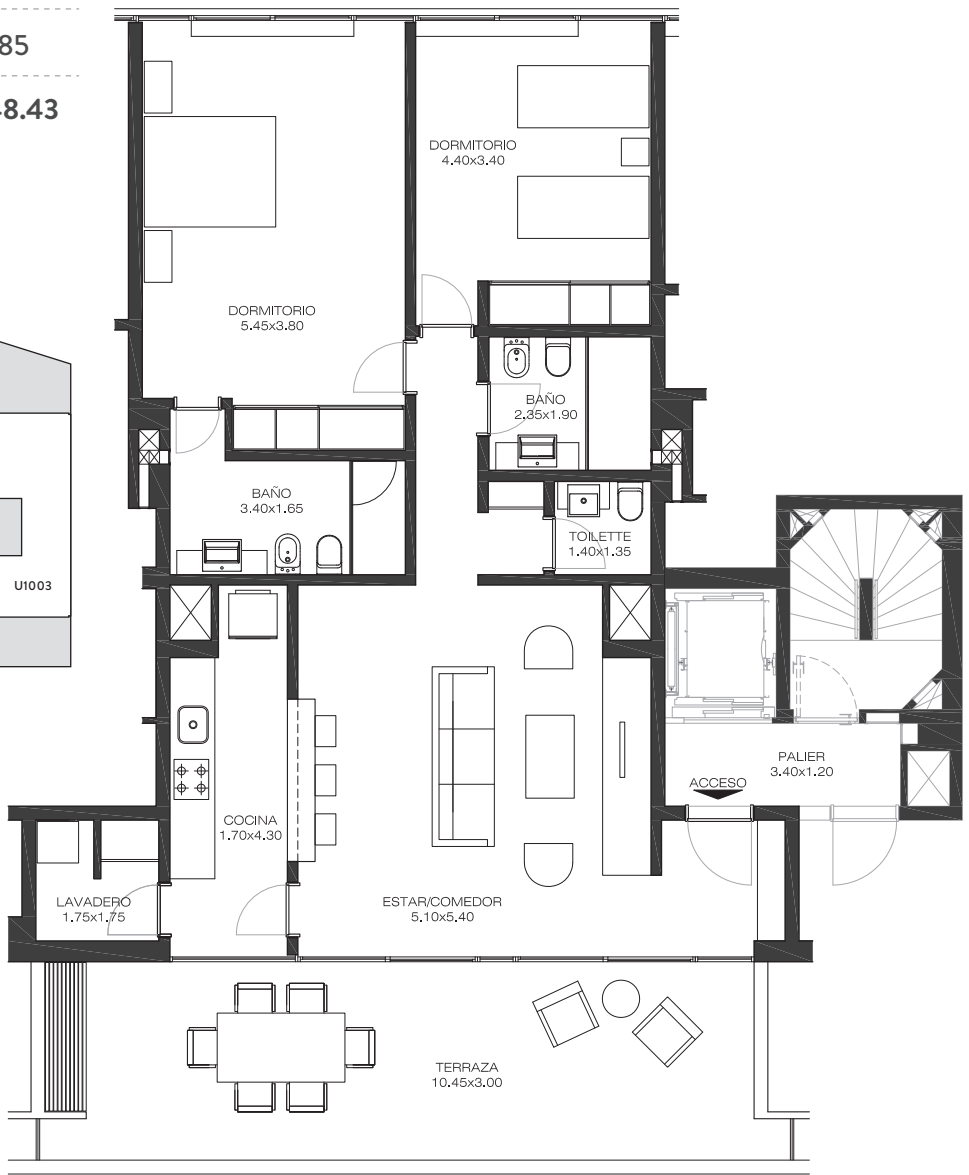 85
8.43
DORMITORIO
4.40x3.40
DORMITORIO
5.45x3.80
BAÑO
2.35x1.90
BAÑO
3.40x1.65
TOILETTE
1.40x1.35
U1003
PALIER
3.40x1.20
ACCESO
COCINA
1.70x4.30
LAVADERO
1.75x1.75
ESTAR/COMEDOR
5.10x5.40
TERRAZA
10.45x3.00